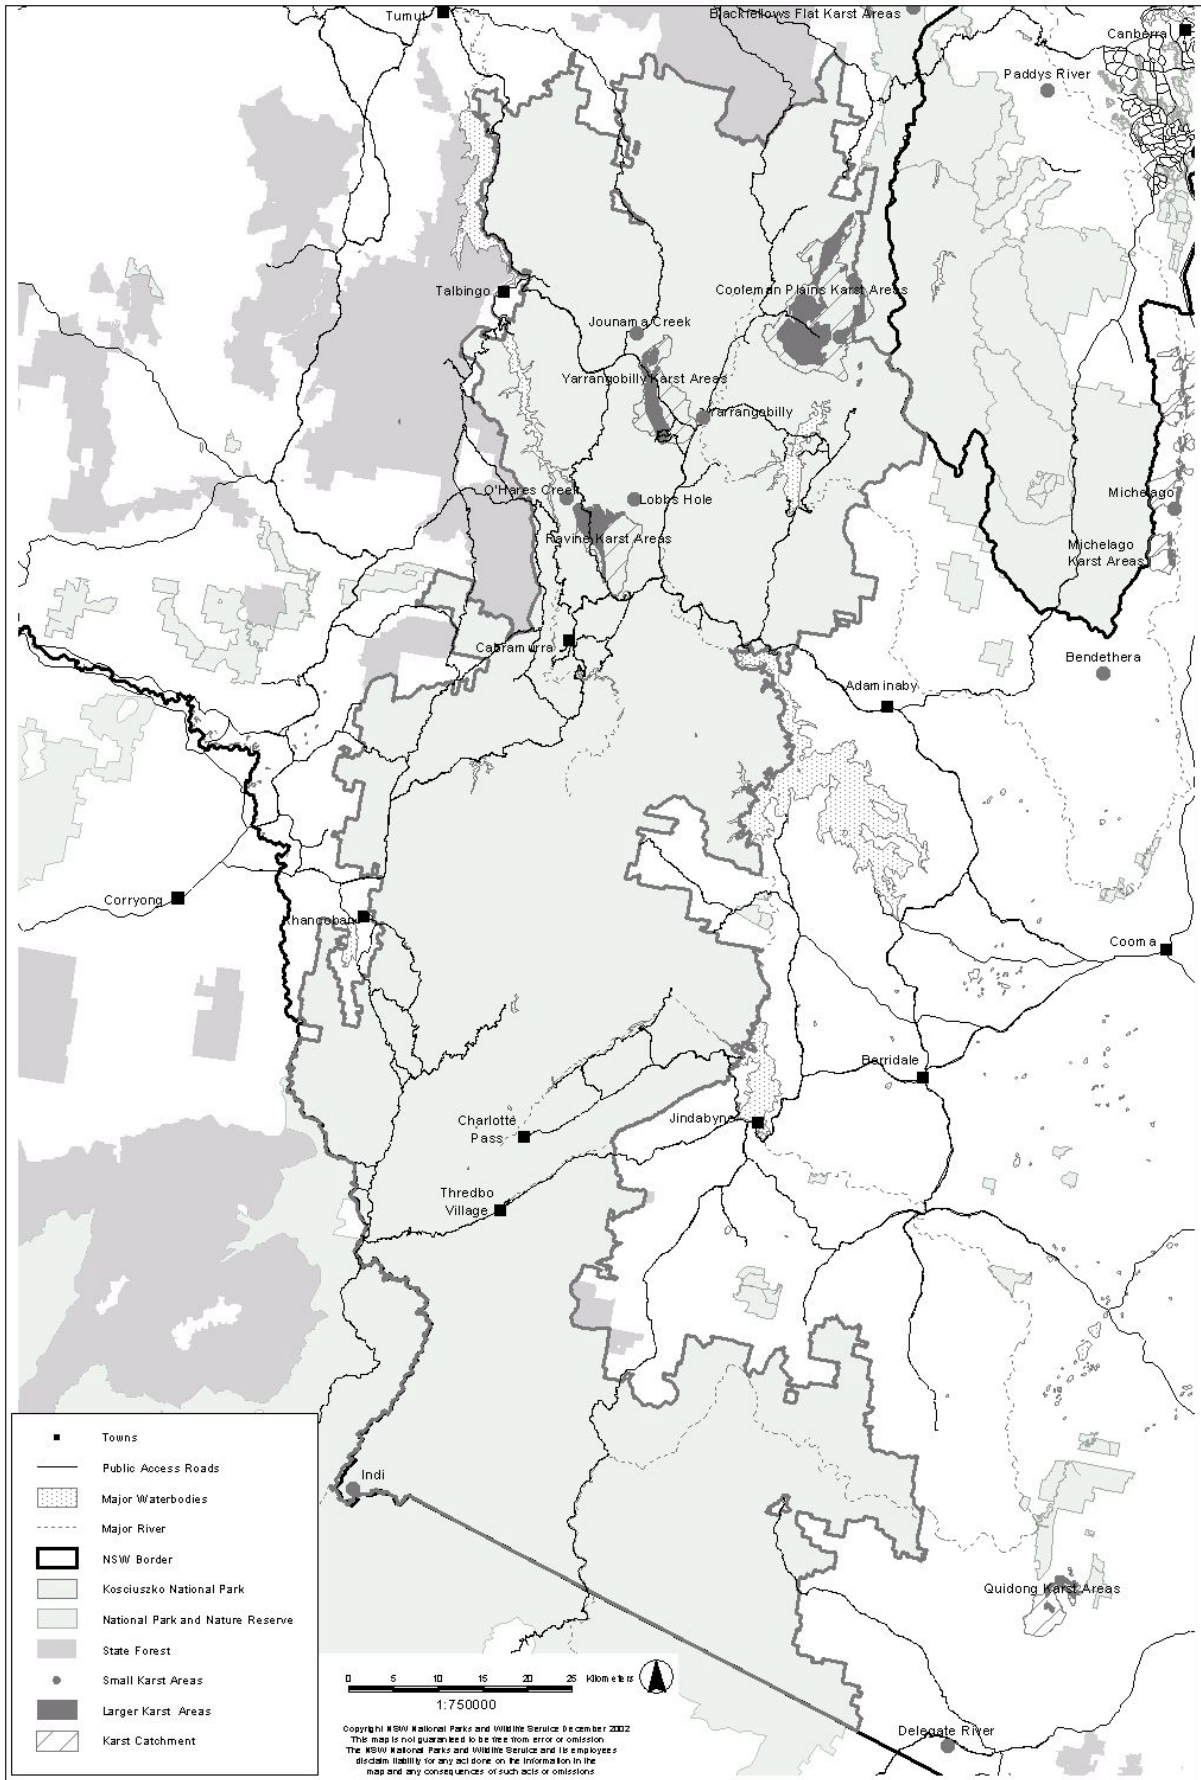 Tumut
Blackfellows Flat Karst Areas
Canberra
Paddys River
Talbingo
Cooleman Plains Karst Areas
Jounama Creek
Yarrangobilly Karst Areas
Yarrangobilly
O'Hares Creek
Lobbs Hole
Michelago
Ravine Karst Areas
Michelago
Karst Areas
Cabramurra
Bendethera
Adaminaby
Corryong
Khancoban
Cooma
Berridale
Charlotte
Pass
Jindabyne
Thredbo
Village
Indi
Quidong Karst Areas
Delegate River
Towns
Public Access Roads
Major Waterbodies
Major River
NSW Border
Kosciuszko National Park
National Park and Nature Reserve
State Forest
Small Karst Areas
Larger Karst Areas
Karst Catchment
0 5 10 15 20 25 Kilometers
1:750000
Copyright NSW National Parks and Wildlife Service December 2002
This map is not guaranteed to be free from error or omission
The NSW National Parks and Wildlife Service and its employees
disclaim liability for any act done on the information in the
map and any consequences of such acts or omissions